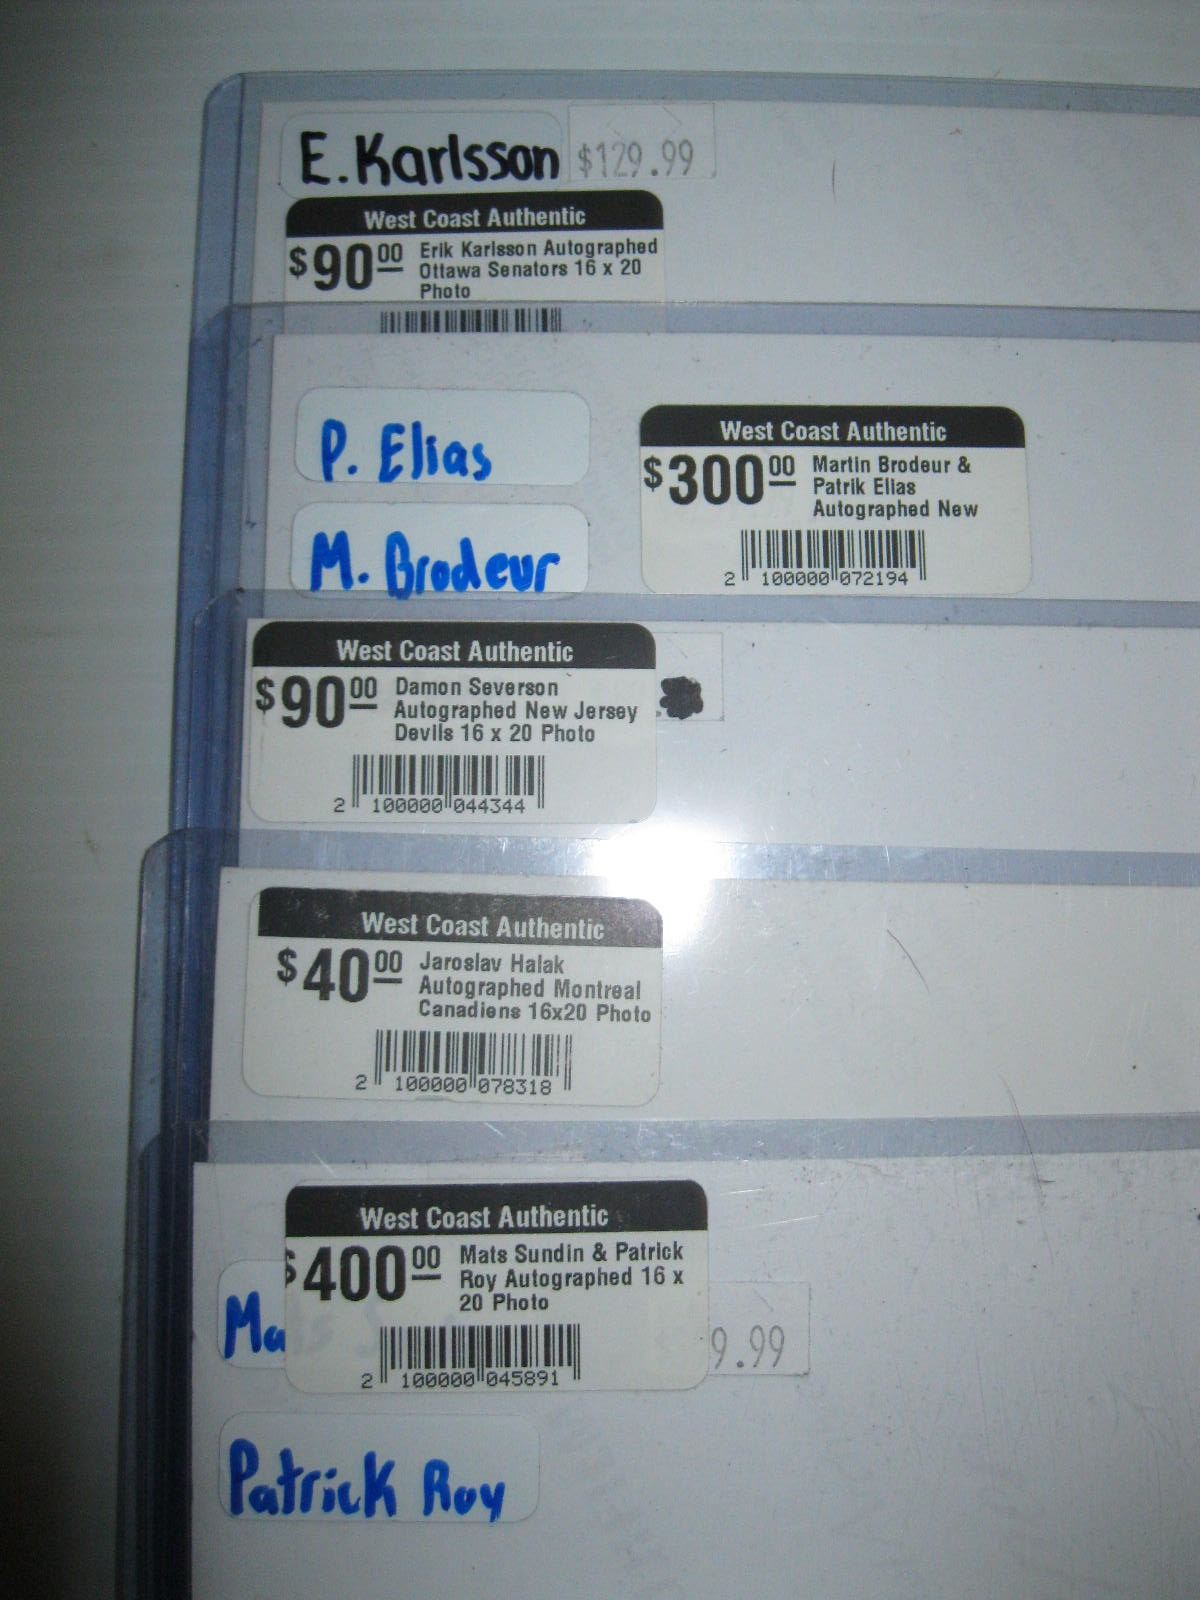 E. Karlsson $129.99
West Coast Authentic
$90.00 Erik Karlsson Autographed
Ottawa Senators 16 x 20
Photo
P. Elias
M. Brodeur
West Coast Authentic
$300.00 Martin Brodeur &
Patrik Elias
Autographed New
2 100000 072194
West Coast Authentic
$90.00 Damon Severson
Autographed New Jersey
Devils 16 x 20 Photo
2 100000 044344
West Coast Authentic
$40.00 Jaroslav Halak
Autographed Montreal
Canadiens 16x20 Photo
2 100000 078318
West Coast Authentic
$400.00 Mats Sundin & Patrick
Roy Autographed 16 x
20 Photo
2 100000 045891
Ma
9.99
Patrick Roy